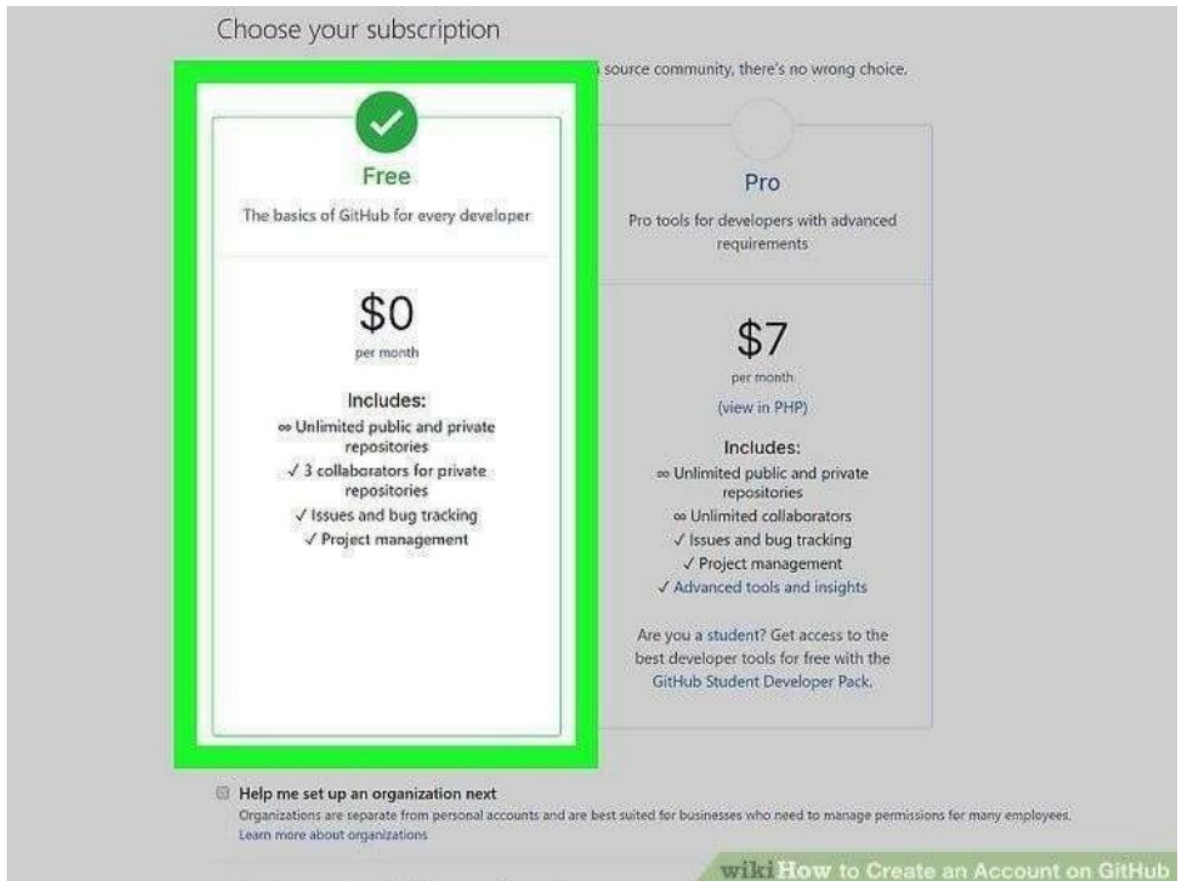 Choose your subscription
source community, there's no wrong choice.
Free
The basics of GitHub for every developer
$0
per month
Includes:
∞ Unlimited public and private
repositories
✓ 3 collaborators for private
repositories
✓ Issues and bug tracking
✓ Project management
Pro
Pro tools for developers with advanced
requirements
$7
per month
(view in PHP)
Includes:
∞ Unlimited public and private
repositories
∞ Unlimited collaborators
✓ Issues and bug tracking
✓ Project management
✓ Advanced tools and insights
Are you a student? Get access to the
best developer tools for free with the
GitHub Student Developer Pack.
Help me set up an organization next
Organizations are separate from personal accounts and are best suited for businesses who need to manage permissions for many employees.
Learn more about organizations
wikiHow to Create an Account on GitHub